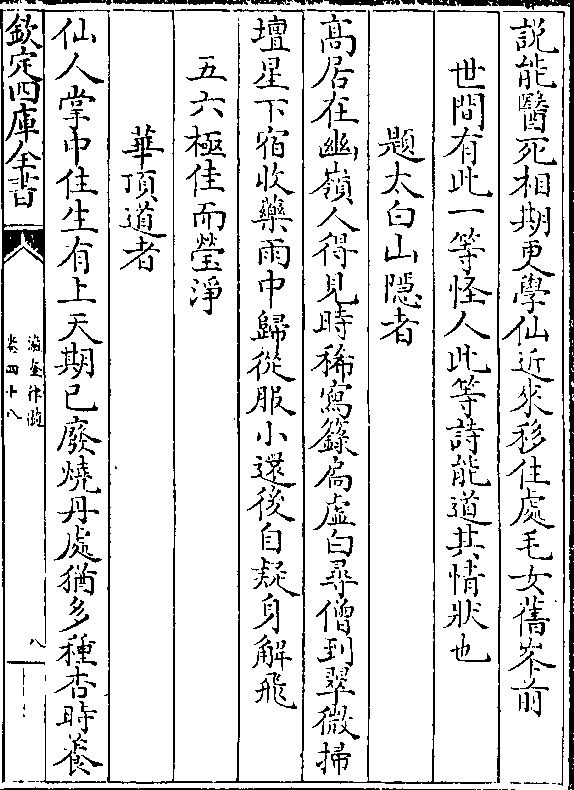 説能醫死相期更學仙近來移住處毛女舊峯前
世間有此一等怪人此等詩能道其情狀也
題太白山隱者
髙居在幽嶺人得見時稀寫籙扃虚白尋僧到翠微掃
壇星下宿收藥雨中歸從服小還後自疑身解飛
五六極佳而瑩淨
華頂道者
仙人掌中住生有上天期已廢燒丹處猶多種杏時養
欽定四庫全書
瀛奎律髓
卷四十八
八